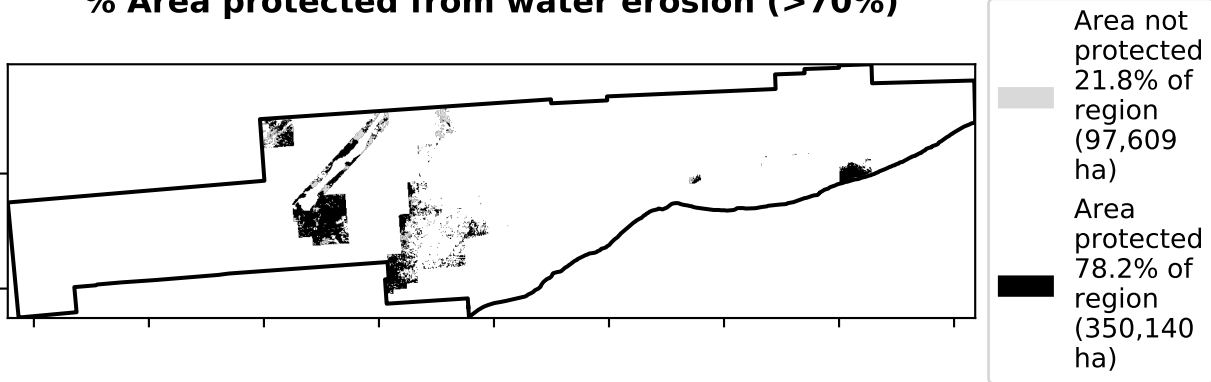 % Area protected from water erosion (>70%)
Area not
protected
21.8% of
region
(97,609
ha)
Area
protected
78.2% of
region
(350,140
ha)